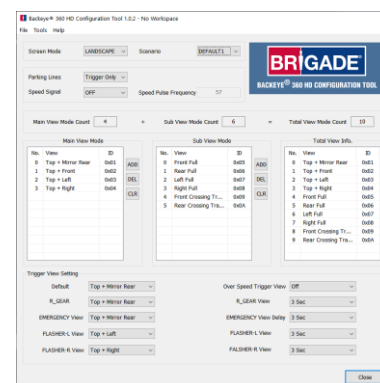 Backeye® 360 HD Configuration Tool 1.0.2 - No Workspace
File Tools Help
Screen Mode LANDSCAPE Scenario DEFAULT1
Parking Lines Trigger Only
Speed Signal OFF Speed Pulse Frequency 57
BRIGADE
BACKEYE® 360 HD CONFIGURATION TOOL
Main View Mode Count 4 + Sub View Mode Count 6 = Total View Mode Count 10
Main View Mode
No. View ID
0 Top + Mirror Rear 0x01
1 Top + Front 0x02
2 Top + Left 0x03
3 Top + Right 0x04
ADD
DEL
CLR
Sub View Mode
No. View ID
0 Front Full 0x05
1 Rear Full 0x06
2 Left Full 0x07
3 Right Full 0x08
4 Front Crossing Tr... 0x09
5 Rear Crossing Tra... 0x0A
ADD
DEL
CLR
Total View Info.
No. View ID
0 Top + Mirror Rear 0x01
1 Top + Front 0x02
2 Top + Left 0x03
3 Top + Right 0x04
4 Front Full 0x05
5 Rear Full 0x06
6 Left Full 0x07
7 Right Full 0x08
8 Front Crossing Tr... 0x09
9 Rear Crossing Tra... 0x0A
Trigger View Setting
Default Top + Mirror Rear Over Speed Trigger View Off
R_GEAR Top + Mirror Rear R_GEAR View 3 Sec
EMERGENCY View Top + Mirror Rear EMERGENCY View Delay 3 Sec
FLASHER-L View Top + Left FLASHER-L View 3 Sec
FLASHER-R View Top + Right FALSHER-R View 3 Sec
Close